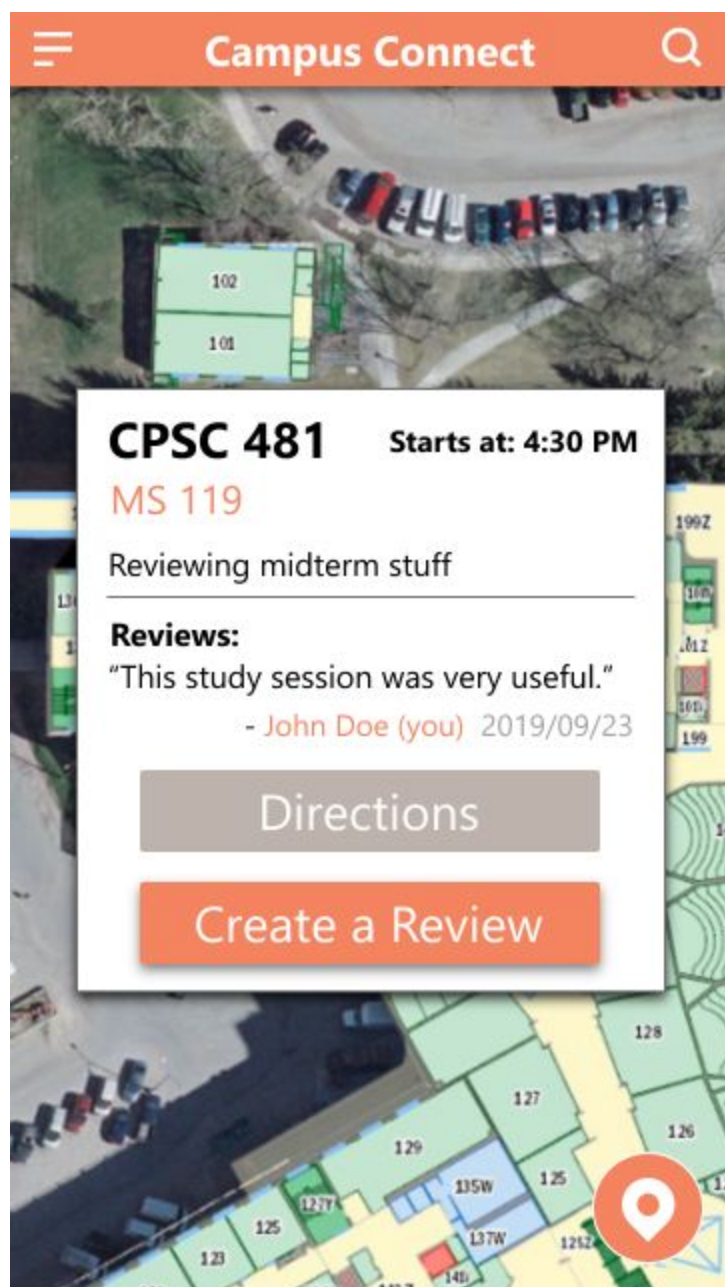 Campus Connect
102
101
CPSC 481 Starts at: 4:30 PM
MS 119
199Z
Reviewing midterm stuff
Reviews:
“This study session was very useful.”
199
- John Doe (you) 2019/09/23
Directions
Create a Review
128
127
126
129
135W
125
127Y
125
137W
125Z
123